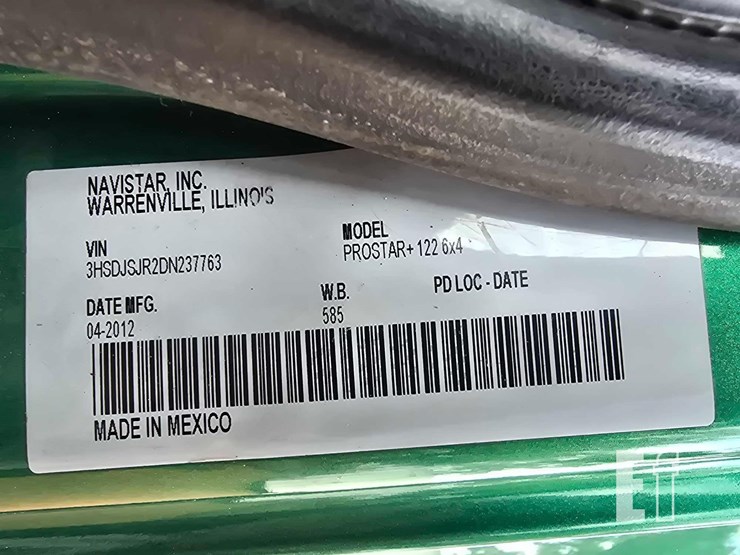 NAVISTAR, INC.
WARRENVILLE, ILLINOIS
VIN
3HSDJSJR2DN237763
MODEL
PROSTAR+ 122 6x4
DATE MFG.
04-2012
W.B.
585
PD LOC - DATE
MADE IN MEXICO